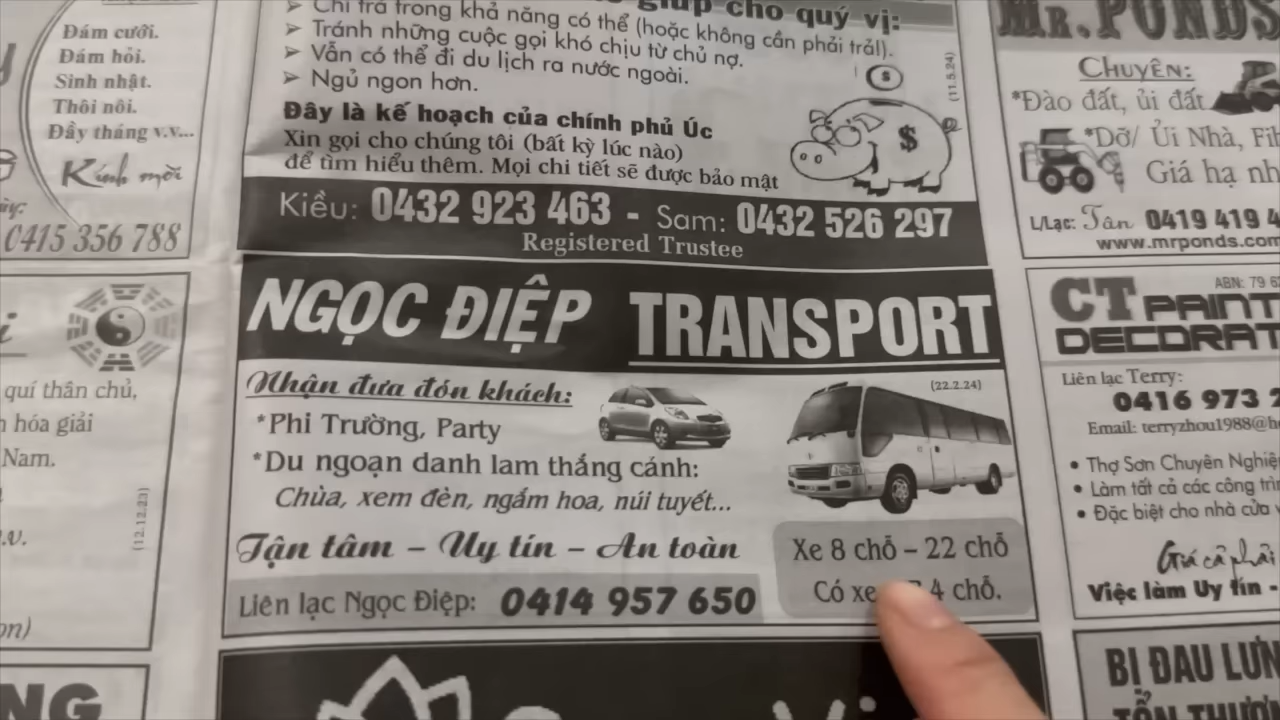 Đám cưới.
Đám hỏi.
Sinh nhật.
Thôi nôi.
Đầy tháng v.v...
Kính mời
0415 356 788
quí thân chủ,
hóa giải
Nam.
(12.12.23)
giúp cho quý vị:
➢ Chi trả trong khả năng có thể (hoặc không cần phải trả!).
➢ Tránh những cuộc gọi khó chịu từ chủ nợ.
➢ Vẫn có thể đi du lịch ra nước ngoài.
➢ Ngủ ngon hơn.
(11.5.24)
$
$
Đây là kế hoạch của chính phủ Úc
Xin gọi cho chúng tôi (bất kỳ lúc nào)
để tìm hiểu thêm. Mọi chi tiết sẽ được bảo mật
Kiều: 0432 923 463 - Sam: 0432 526 297
Registered Trustee
NGỌC ĐIỆP TRANSPORT
(22.2.24)
Nhận đưa đón khách:
*Phi Trường, Party
*Du ngoạn danh lam thắng cảnh:
Chùa, xem đèn, ngắm hoa, núi tuyết...
Tận tâm – Uy tín – An toàn
Liên lạc Ngọc Điệp: 0414 957 650
Xe 8 chỗ – 22 chỗ
Có xe 4 chỗ.
MR. PONDS
CHUYÊN:
*Đào đất, ủi đất
*Dỡ/ Ủi Nhà,
Giá hạ
L/Lạc: Tân 0419 419
www.mrponds.com
ABN: 79
CT PAINT
DECORAT
Liên lạc Terry:
0416 973
Email: terryzhou1988@
• Thợ Sơn Chuyên
• Làm tất cả các công
• Đặc biệt cho nhà cửa
Giá cả phải
Việc làm Uy tín -
BỊ ĐAU
TỔN